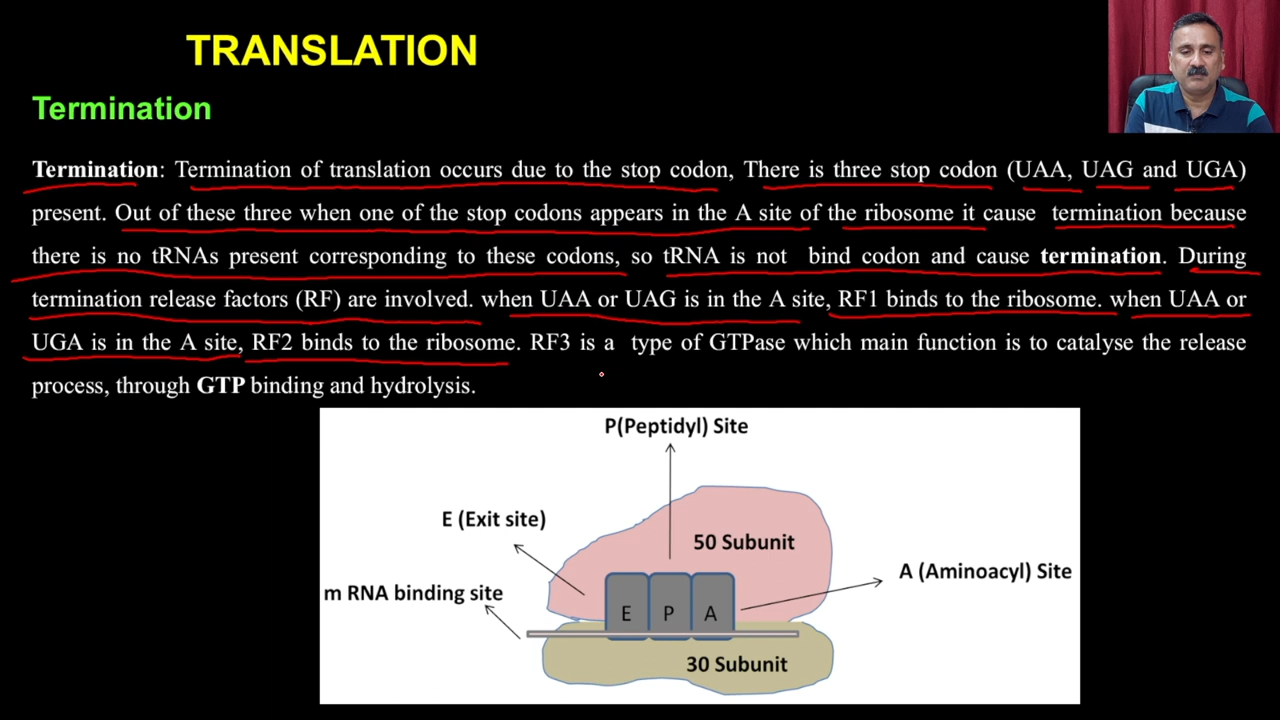 TRANSLATION
Termination
Termination: Termination of translation occurs due to the stop codon, There is three stop codon (UAA, UAG and UGA)
present. Out of these three when one of the stop codons appears in the A site of the ribosome it cause termination because
there is no tRNAs present corresponding to these codons, so tRNA is not bind codon and cause termination. During
termination release factors (RF) are involved. when UAA or UAG is in the A site, RF1 binds to the ribosome. when UAA or
UGA is in the A site, RF2 binds to the ribosome. RF3 is a type of GTPase which main function is to catalyse the release
process, through GTP binding and hydrolysis.
P(Peptidyl) Site
E (Exit site)
50 Subunit
A (Aminoacyl) Site
m RNA binding site
E P A
30 Subunit